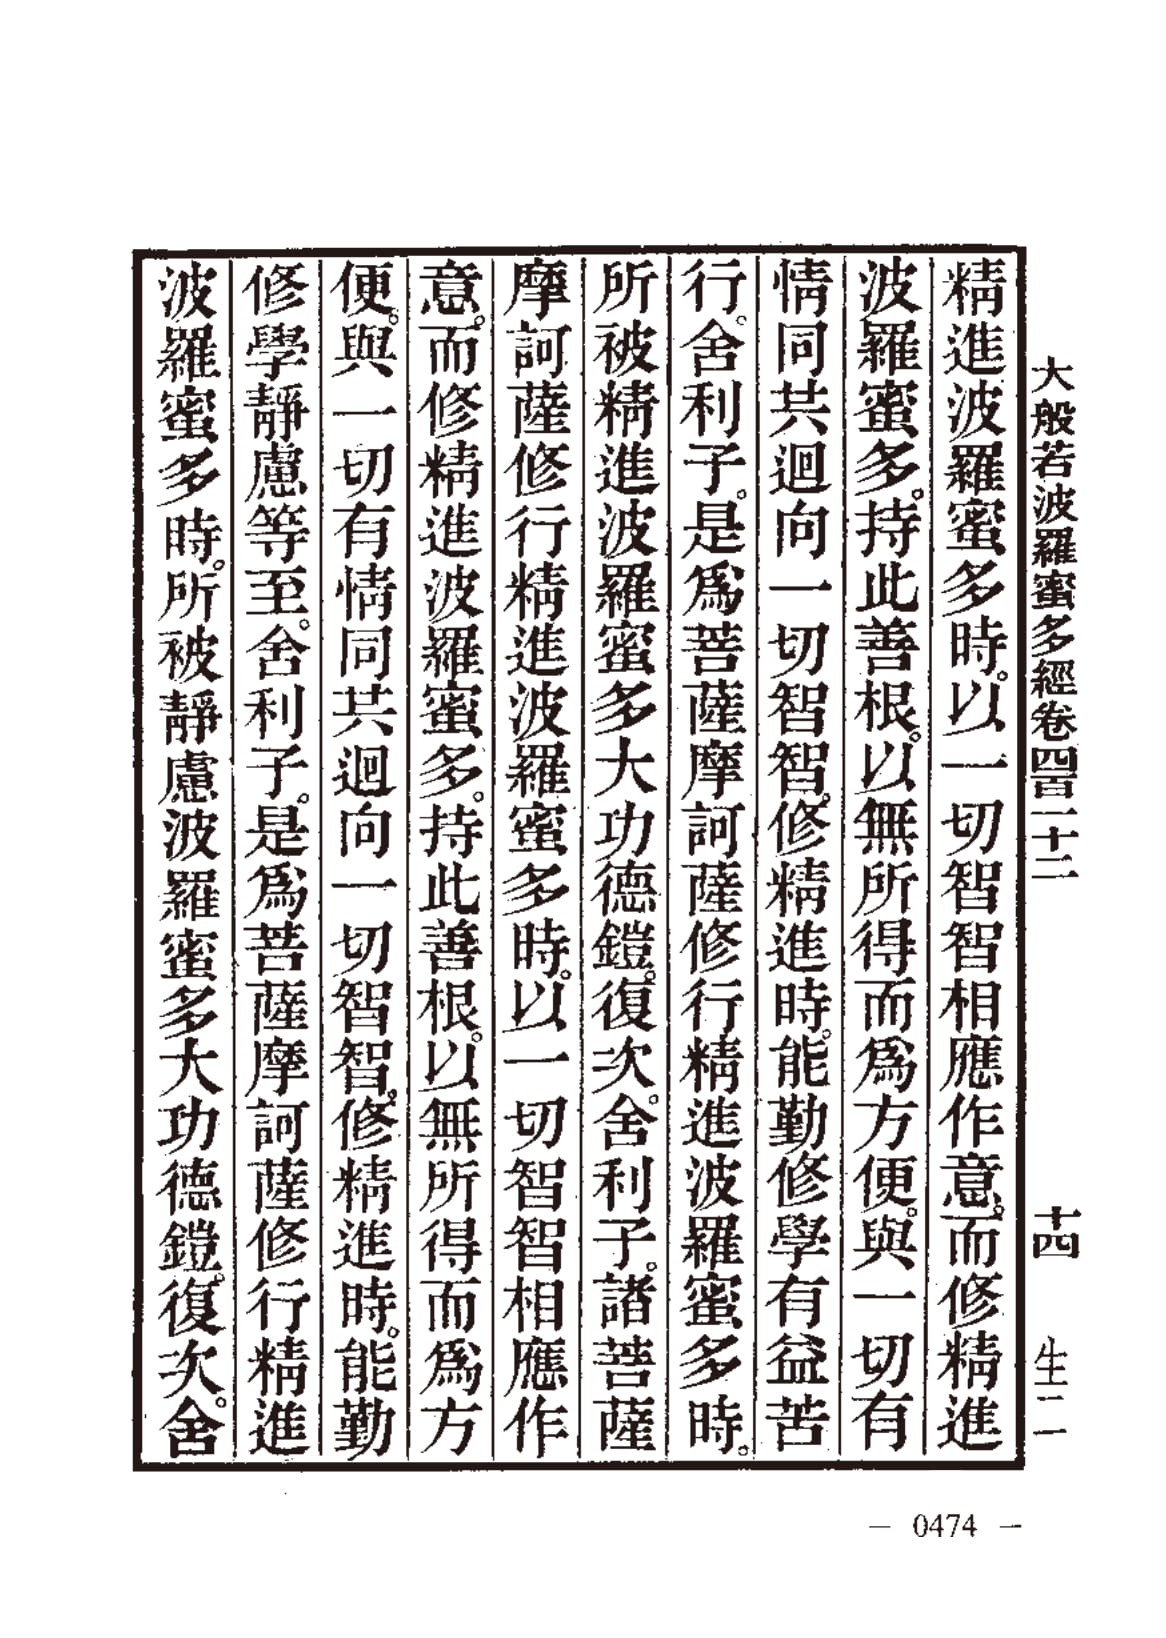 大般若波羅蜜多經卷四百一十二 十四 生二
精進波羅蜜多時。以一切智智相應作意。而修精進
波羅蜜多。持此善根。以無所得而爲方便。與一切有
情同共迴向一切智智。修精進時。能勤修學有益苦
行。舍利子。是爲菩薩摩訶薩修行精進波羅蜜多時。
所被精進波羅蜜多大功德鎧。復次。舍利子。諸菩薩
摩訶薩修行精進波羅蜜多時。以一切智智相應作
意。而修精進波羅蜜多。持此善根。以無所得而爲方
便。與一切有情同共迴向一切智智。修精進時。能勤
修學靜慮等至。舍利子。是爲菩薩摩訶薩修行精進
波羅蜜多時。所被靜慮波羅蜜多大功德鎧。復次。舍
— 0474 —